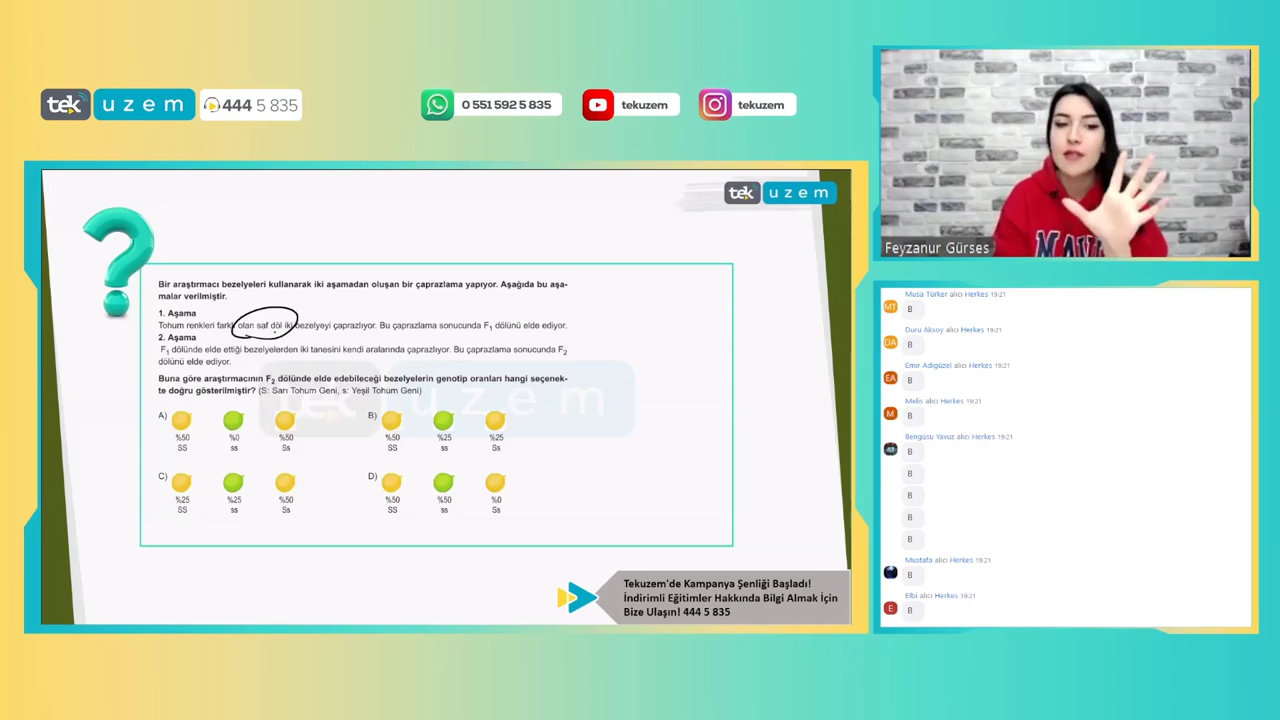 tek uzem 444 5 835
0 551 592 5 835
tekuzem
tekuzem
tek uzem
Bir araştırmacı bezelyeleri kullanarak iki aşamadan oluşan bir çaprazlama yapıyor. Aşağıda bu aşa-
malar verilmiştir.
1. Aşama
Tohum renkleri farklı olan saf döl iki bezelyeyi çaprazlıyor. Bu çaprazlama sonucunda F1 dölünü elde ediyor.
2. Aşama
F1 dölünde elde ettiği bezelyelerden iki tanesini kendi aralarında çaprazlıyor. Bu çaprazlama sonucunda F2
dölünü elde ediyor.
Buna göre araştırmacının F2 dölünde elde edebileceği bezelyelerin genotip oranları hangi seçenek-
te doğru gösterilmiştir? (S: Sarı Tohum Geni, s: Yeşil Tohum Geni)
tek uzem
A)
%50 %0 %50
SS ss Ss
B)
%50 %25 %25
SS ss Ss
C)
%25 %25 %50
SS ss Ss
D)
%50 %50 %0
SS ss Ss
Tekuzem'de Kampanya Şenliği Başladı!
İndirimli Eğitimler Hakkında Bilgi Almak İçin
Bize Ulaşın! 444 5 835
Feyzanur Gürses
Musa Türker alıcı Herkes 19:21
MT
B
Duru Aksoy alıcı Herkes 19:21
DA
B
Emir Adıgüzel alıcı Herkes 19:21
EA
B
Melis alıcı Herkes 19:21
M
B
Bengüsu Yavuz alıcı Herkes 19:21
B
B
B
B
B
Mustafa alıcı Herkes 19:21
B
Elbi alıcı Herkes 19:21
E
B